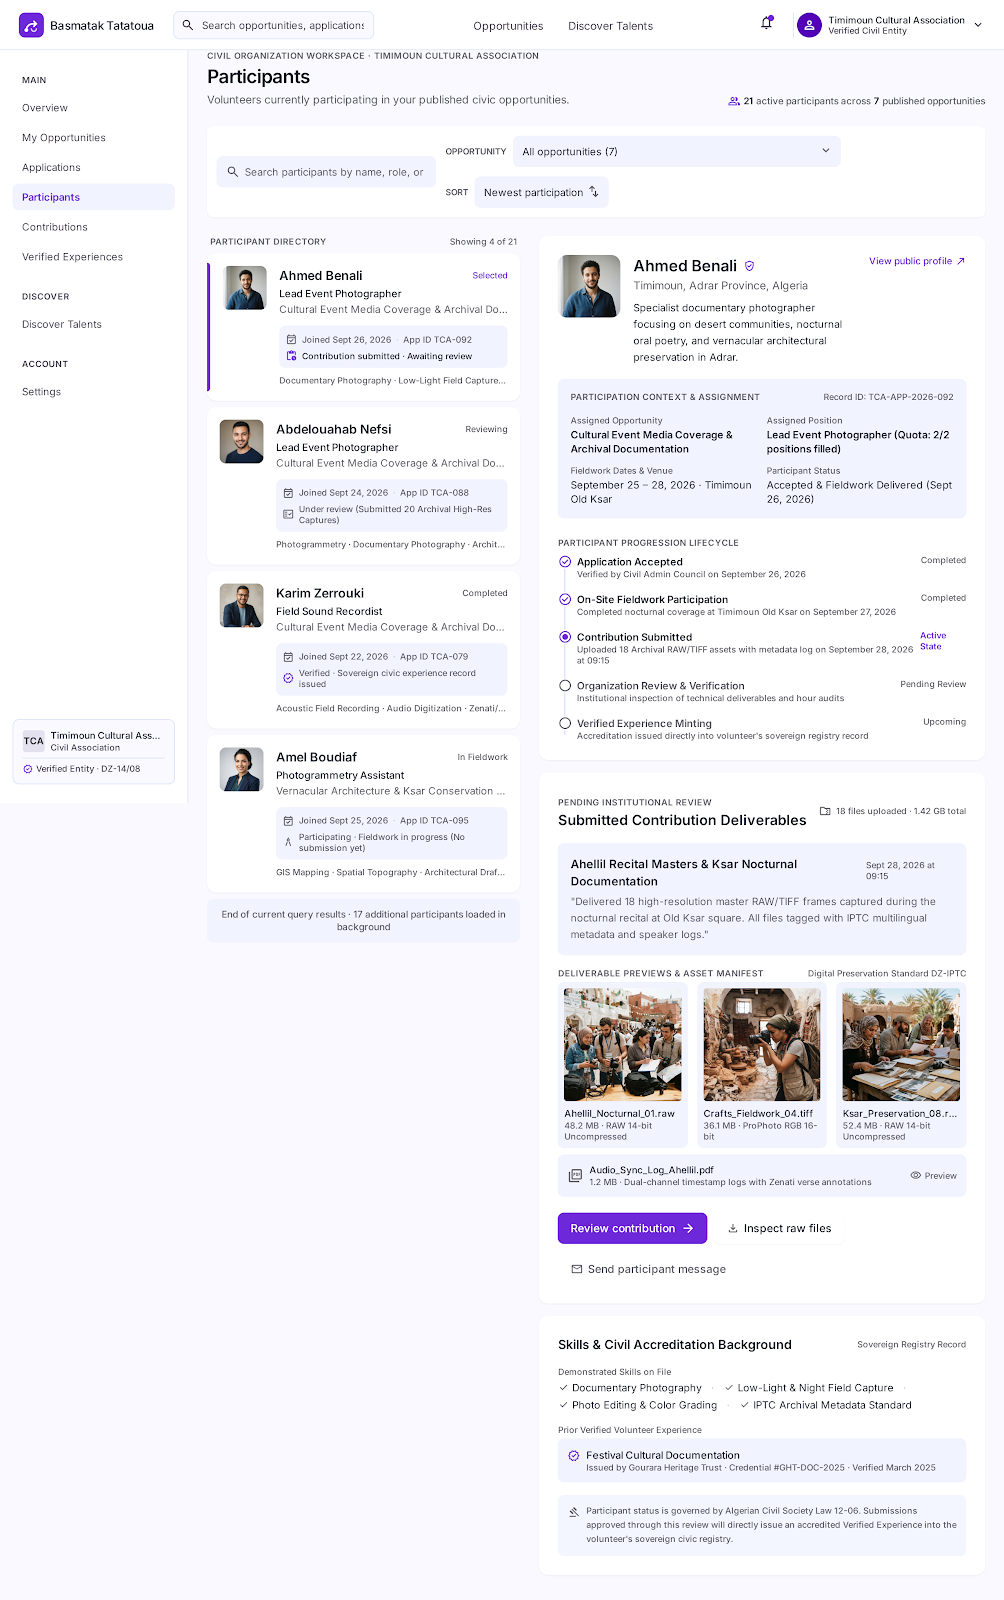 Basmatak Tatatoua
Search opportunities, applications
Opportunities
Discover Talents
Timimoun Cultural Association
Verified Civil Entity
MAIN
Overview
My Opportunities
Applications
Participants
Contributions
Verified Experiences
DISCOVER
Discover Talents
ACCOUNT
Settings
TCA
Timimoun Cultural Ass...
Civil Association
Verified Entity · DZ-14/08
CIVIL ORGANIZATION WORKSPACE · TIMIMOUN CULTURAL ASSOCIATION
Participants
Volunteers currently participating in your published civic opportunities.
21 active participants across 7 published opportunities
Search participants by name, role, or
OPPORTUNITY
All opportunities (7)
SORT
Newest participation
PARTICIPANT DIRECTORY
Showing 4 of 21
Ahmed Benali
Selected
Lead Event Photographer
Cultural Event Media Coverage & Archival Do...
Joined Sept 26, 2026 · App ID TCA-092
Contribution submitted · Awaiting review
Documentary Photography · Low-Light Field Capture...
Abdelouahab Nefsi
Reviewing
Lead Event Photographer
Cultural Event Media Coverage & Archival Do...
Joined Sept 24, 2026 · App ID TCA-088
Under review (Submitted 20 Archival High-Res
Captures)
Photogrammetry · Documentary Photography · Archit...
Karim Zerrouki
Completed
Field Sound Recordist
Cultural Event Media Coverage & Archival Do...
Joined Sept 22, 2026 · App ID TCA-079
Verified · Sovereign civic experience record
issued
Acoustic Field Recording · Audio Digitization · Zenati/...
Amel Boudiaf
In Fieldwork
Photogrammetry Assistant
Vernacular Architecture & Ksar Conservation ...
Joined Sept 25, 2026 · App ID TCA-095
Participating · Fieldwork in progress (No
submission yet)
GIS Mapping · Spatial Topography · Architectural Draf...
End of current query results · 17 additional participants loaded in
background
Ahmed Benali
View public profile
Timimoun, Adrar Province, Algeria
Specialist documentary photographer
focusing on desert communities, nocturnal
oral poetry, and vernacular architectural
preservation in Adrar.
PARTICIPATION CONTEXT & ASSIGNMENT
Record ID: TCA-APP-2026-092
Assigned Opportunity
Cultural Event Media Coverage &
Archival Documentation
Assigned Position
Lead Event Photographer (Quota: 2/2
positions filled)
Fieldwork Dates & Venue
September 25 – 28, 2026 · Timimoun
Old Ksar
Participant Status
Accepted & Fieldwork Delivered (Sept
26, 2026)
PARTICIPANT PROGRESSION LIFECYCLE
Application Accepted
Completed
Verified by Civil Admin Council on September 26, 2026
On-Site Fieldwork Participation
Completed
Completed nocturnal coverage at Timimoun Old Ksar on September 27, 2026
Contribution Submitted
Active
State
Uploaded 18 Archival RAW/TIFF assets with metadata log on September 28, 2026
at 09:15
Organization Review & Verification
Pending Review
Institutional inspection of technical deliverables and hour audits
Verified Experience Minting
Upcoming
Accreditation issued directly into volunteer's sovereign registry record
PENDING INSTITUTIONAL REVIEW
Submitted Contribution Deliverables
18 files uploaded · 1.42 GB total
Ahellil Recital Masters & Ksar Nocturnal
Documentation
Sept 28, 2026 at
09:15
"Delivered 18 high-resolution master RAW/TIFF frames captured during the
nocturnal recital at Old Ksar square. All files tagged with IPTC multilingual
metadata and speaker logs."
DELIVERABLE PREVIEWS & ASSET MANIFEST
Digital Preservation Standard DZ-IPTC
Ahellil_Nocturnal_01.raw
48.2 MB · RAW 14-bit
Uncompressed
Crafts_Fieldwork_04.tiff
36.1 MB · ProPhoto RGB 16-
bit
Ksar_Preservation_08.r...
52.4 MB · RAW 14-bit
Uncompressed
Audio_Sync_Log_Ahellil.pdf
1.2 MB · Dual-channel timestamp logs with Zenati verse annotations
Preview
Review contribution
Inspect raw files
Send participant message
Skills & Civil Accreditation Background
Sovereign Registry Record
Demonstrated Skills on File
Documentary Photography · Low-Light & Night Field Capture ·
Photo Editing & Color Grading · IPTC Archival Metadata Standard
Prior Verified Volunteer Experience
Festival Cultural Documentation
Issued by Gourara Heritage Trust · Credential #GHT-DOC-2025 · Verified March 2025
Participant status is governed by Algerian Civil Society Law 12-06. Submissions
approved through this review will directly issue an accredited Verified Experience into the
volunteer's sovereign civic registry.